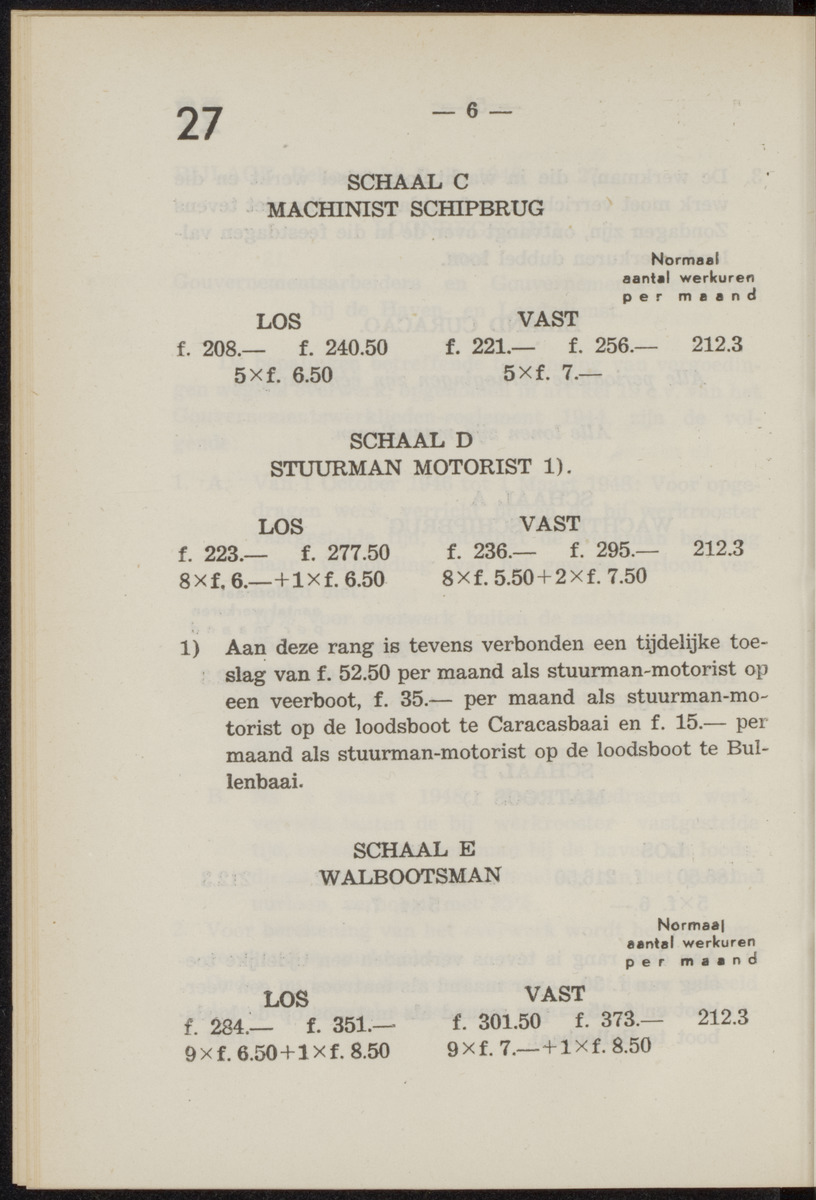 27
— 6 —
SCHAAL C
MACHINIST SCHIPBRUG
Normaal
aantal werkuren
per maand
LOS VAST
f. 208.— f. 240.50 f. 221.— f. 256.— 212.3
5×f. 6.50 5×f. 7.—
SCHAAL D
STUURMAN MOTORIST 1).
LOS VAST
f. 223.— f. 277.50 f. 236.— f. 295.— 212.3
8×f. 6.—+1×f. 6.50 8×f. 5.50+2×f. 7.50
1) Aan deze rang is tevens verbonden een tijdelijke toe-
slag van f. 52.50 per maand als stuurman-motorist op
een veerboot, f. 35.— per maand als stuurman-mo-
torist op de loodsboot te Caracasbaai en f. 15.— per
maand als stuurman-motorist op de loodsboot te Bul-
lenbaai.
SCHAAL E
WALBOOTSMAN
Normaal
aantal werkuren
per maand
LOS VAST
f. 284.— f. 351.— f. 301.50 f. 373.— 212.3
9×f. 6.50+1×f. 8.50 9×f. 7.—+1×f. 8.50